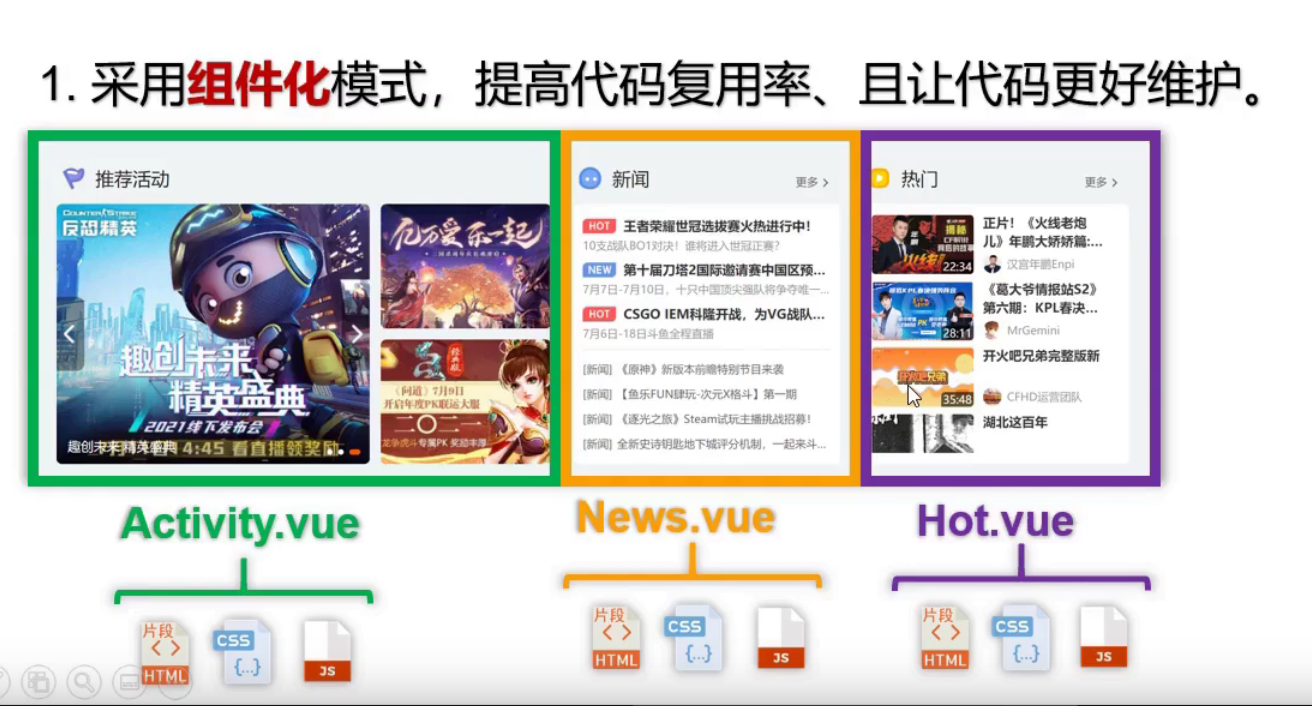 1. 采用组件化模式，提高代码复用率、且让代码更好维护。
推荐活动
COUNTER STRIKE
反恐精英
趣创未来
精英盛典
2021线下发布会
4:45 看直播领奖励
趣创未来 精英盛典
亿万爱乐一起
经典版
《问道》7月9日
开启年度PK联运大服
二〇二一
龙争虎斗 专属PK 奖励丰厚
新闻
更多 >
HOT 王者荣耀世冠选拔赛火热进行中!
10支战队BO1对决！谁将进入世冠正赛？
NEW 第十届刀塔2国际邀请赛中国区预...
7月7日-7月10日，十只中国顶尖强队将争夺唯一...
HOT CSGO IEM科隆开战，为VG战队...
7月6日-18日斗鱼全程直播
[新闻] 《原神》新版本前瞻特别节目来袭
[新闻] 【鱼乐FUN肆玩·次元X格斗】第一期
[新闻] 《逐光之旅》Steam试玩主播挑战招募!
[新闻] 全新史诗钥匙地下城评分机制，一起来斗...
热门
更多 >
揭秘
火线
22:34
正片！《火线老炮
儿》年鹏大娇娇篇:...
汉宫年鹏Enpi
PK
28:11
《葛大爷情报站S2》
第六期：KPL春决...
MrGemini
开火吧兄弟
35:48
开火吧兄弟完整版新
CFHD运营团队
湖北这百年
Activity.vue
News.vue
Hot.vue
片段
HTML
CSS
{...}
JS
片段
HTML
CSS
{...}
JS
片段
HTML
CSS
{...}
JS